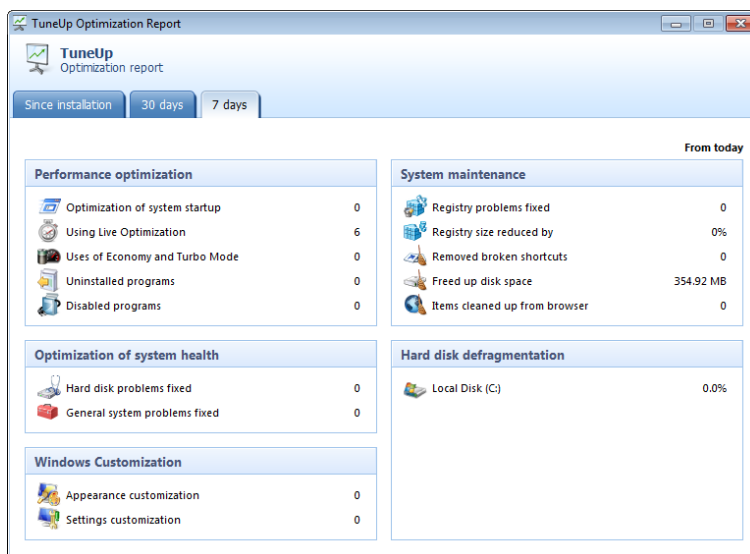 TuneUp Optimization Report
TuneUp
Optimization report
Since installation
30 days
7 days
From today
Performance optimization
Optimization of system startup 0
Using Live Optimization 6
Uses of Economy and Turbo Mode 0
Uninstalled programs 0
Disabled programs 0
System maintenance
Registry problems fixed 0
Registry size reduced by 0%
Removed broken shortcuts 0
Freed up disk space 354.92 MB
Items cleaned up from browser 0
Optimization of system health
Hard disk problems fixed 0
General system problems fixed 0
Hard disk defragmentation
Local Disk (C:) 0.0%
Windows Customization
Appearance customization 0
Settings customization 0